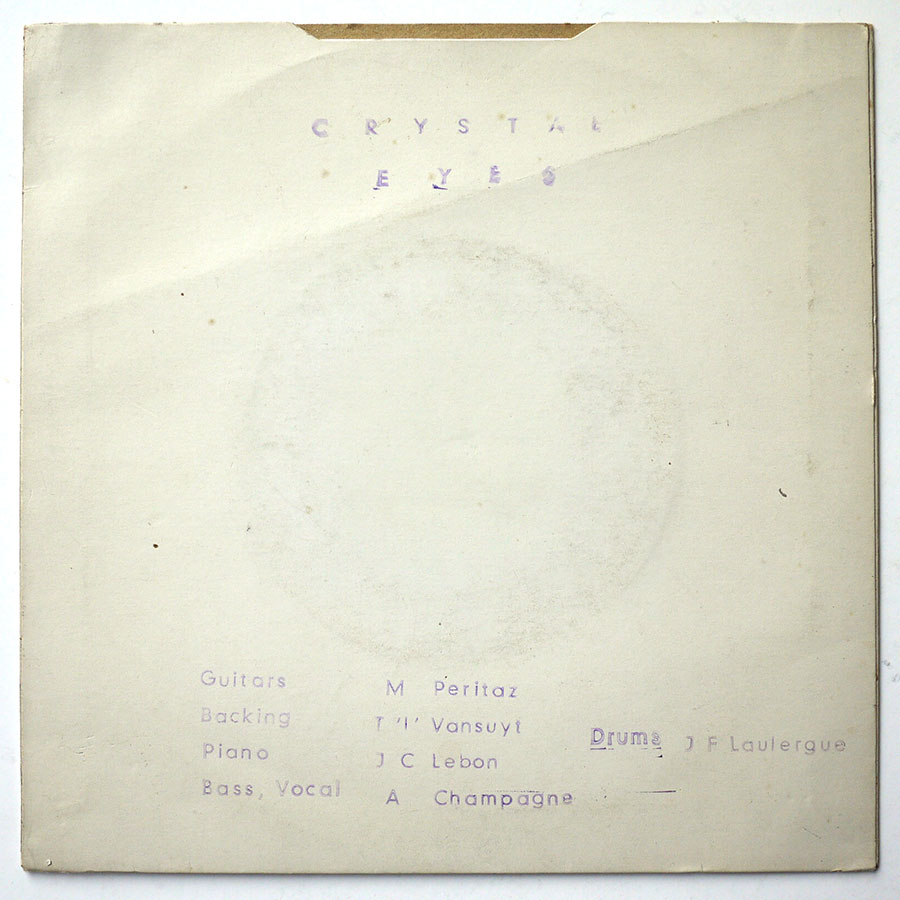 CRYSTAL
EYES
Guitars M Peritaz
Backing T 'I' Vansuyt
Piano J C Lebon
Bass, Vocal A Champagne
Drums J F Laulergue